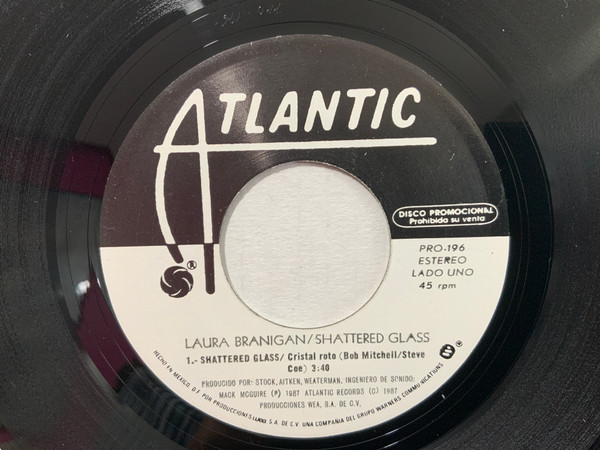 ATLANTIC
DISCO PROMOCIONAL
Prohibida su venta
PRO-196
ESTEREO
LADO UNO
45 rpm
®
LAURA BRANIGAN/SHATTERED GLASS
1.- SHATTERED GLASS/ Cristal roto (Bob Mitchell/Steve
Coe) 3:40
PRODUCIDO POR: STOCK, AITKEN, WEATERMAN, INGENIERO DE SONIDO:
MACK MCGUIRE (P) 1987 ATLANTIC RECORDS (C) 1987
PRODUCCIONES WEA, S.A. DE C.V.
HECHO EN MEXICO, D.F. POR PRODUCCIONES S.A. DE C.V. UNA COMPAÑIA DEL GRUPO WARNERS COMMUNICATIONS ®